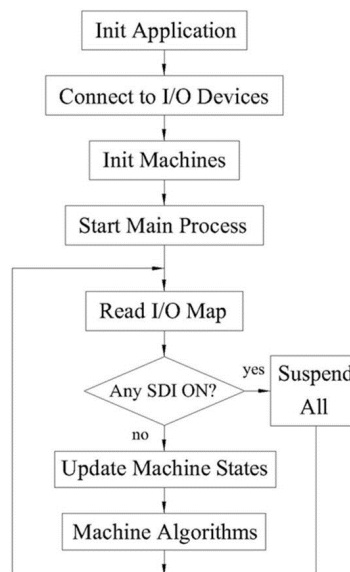 Init Application
Connect to I/O Devices
Init Machines
Start Main Process
Read I/O Map
Any SDI ON?
yes
Suspend
All
no
Update Machine States
Machine Algorithms